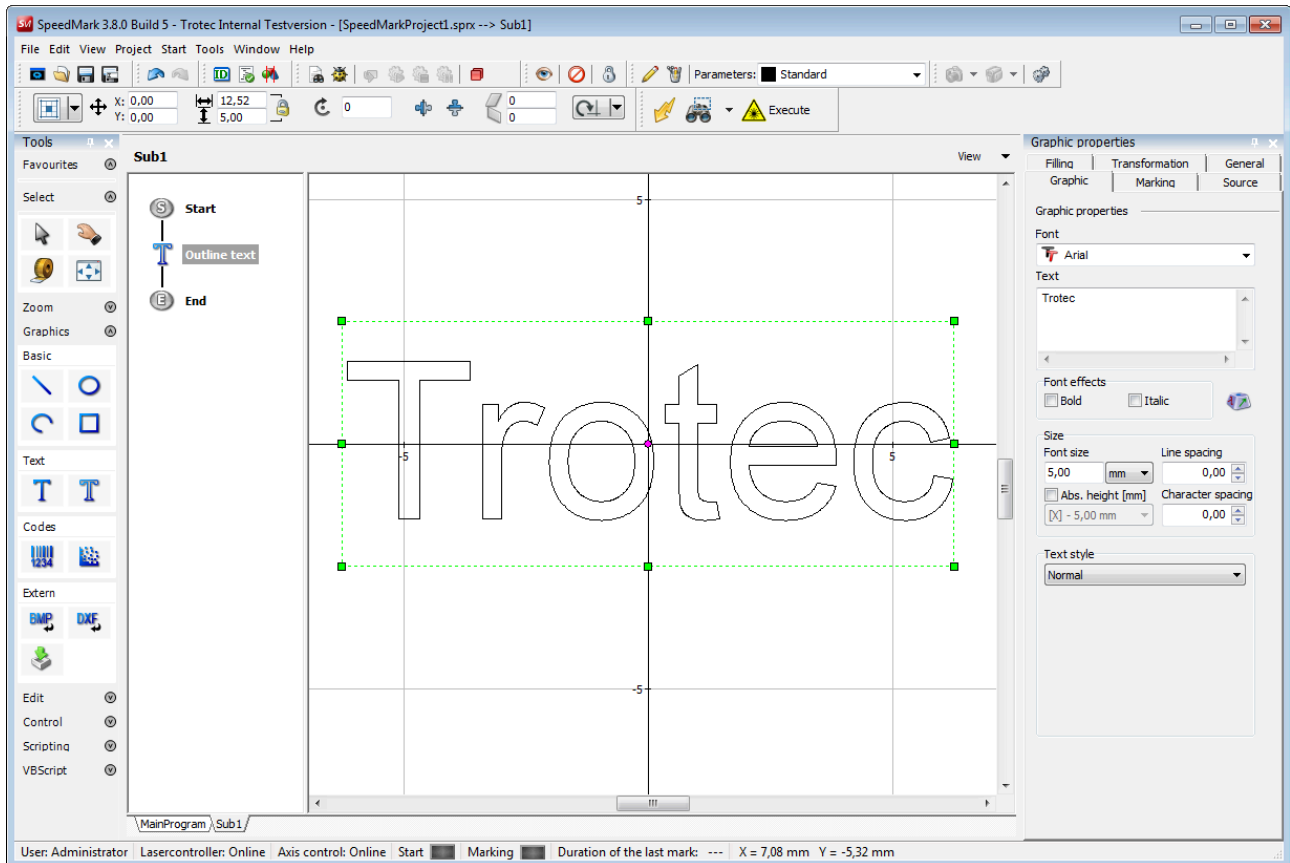 SpeedMark 3.8.0 Build 5 - Trotec Internal Testversion - [SpeedMarkProject1.sprx --> Sub1]
File Edit View Project Start Tools Window Help
ID
Parameters: Standard
X: 0,00
Y: 0,00
12,52
5,00
0
0
0
Execute
Tools
Favourites
Select
Zoom
Graphics
Basic
Text
T T
Codes
1234
Extern
BMP DXF
Edit
Control
Scripting
VBScript
Sub1
View
S Start
T Outline text
E End
5
-5
5
-5
Trotec
MainProgram Sub1
Graphic properties
Filling Transformation General
Graphic Marking Source
Graphic properties
Font
Arial
Text
Trotec
Font effects
Bold Italic
Size
Font size Line spacing
5,00 mm 0,00
Abs. height [mm] Character spacing
[X] - 5,00 mm 0,00
Text style
Normal
User: Administrator Lasercontroller: Online Axis control: Online Start Marking Duration of the last mark: --- X = 7,08 mm Y = -5,32 mm